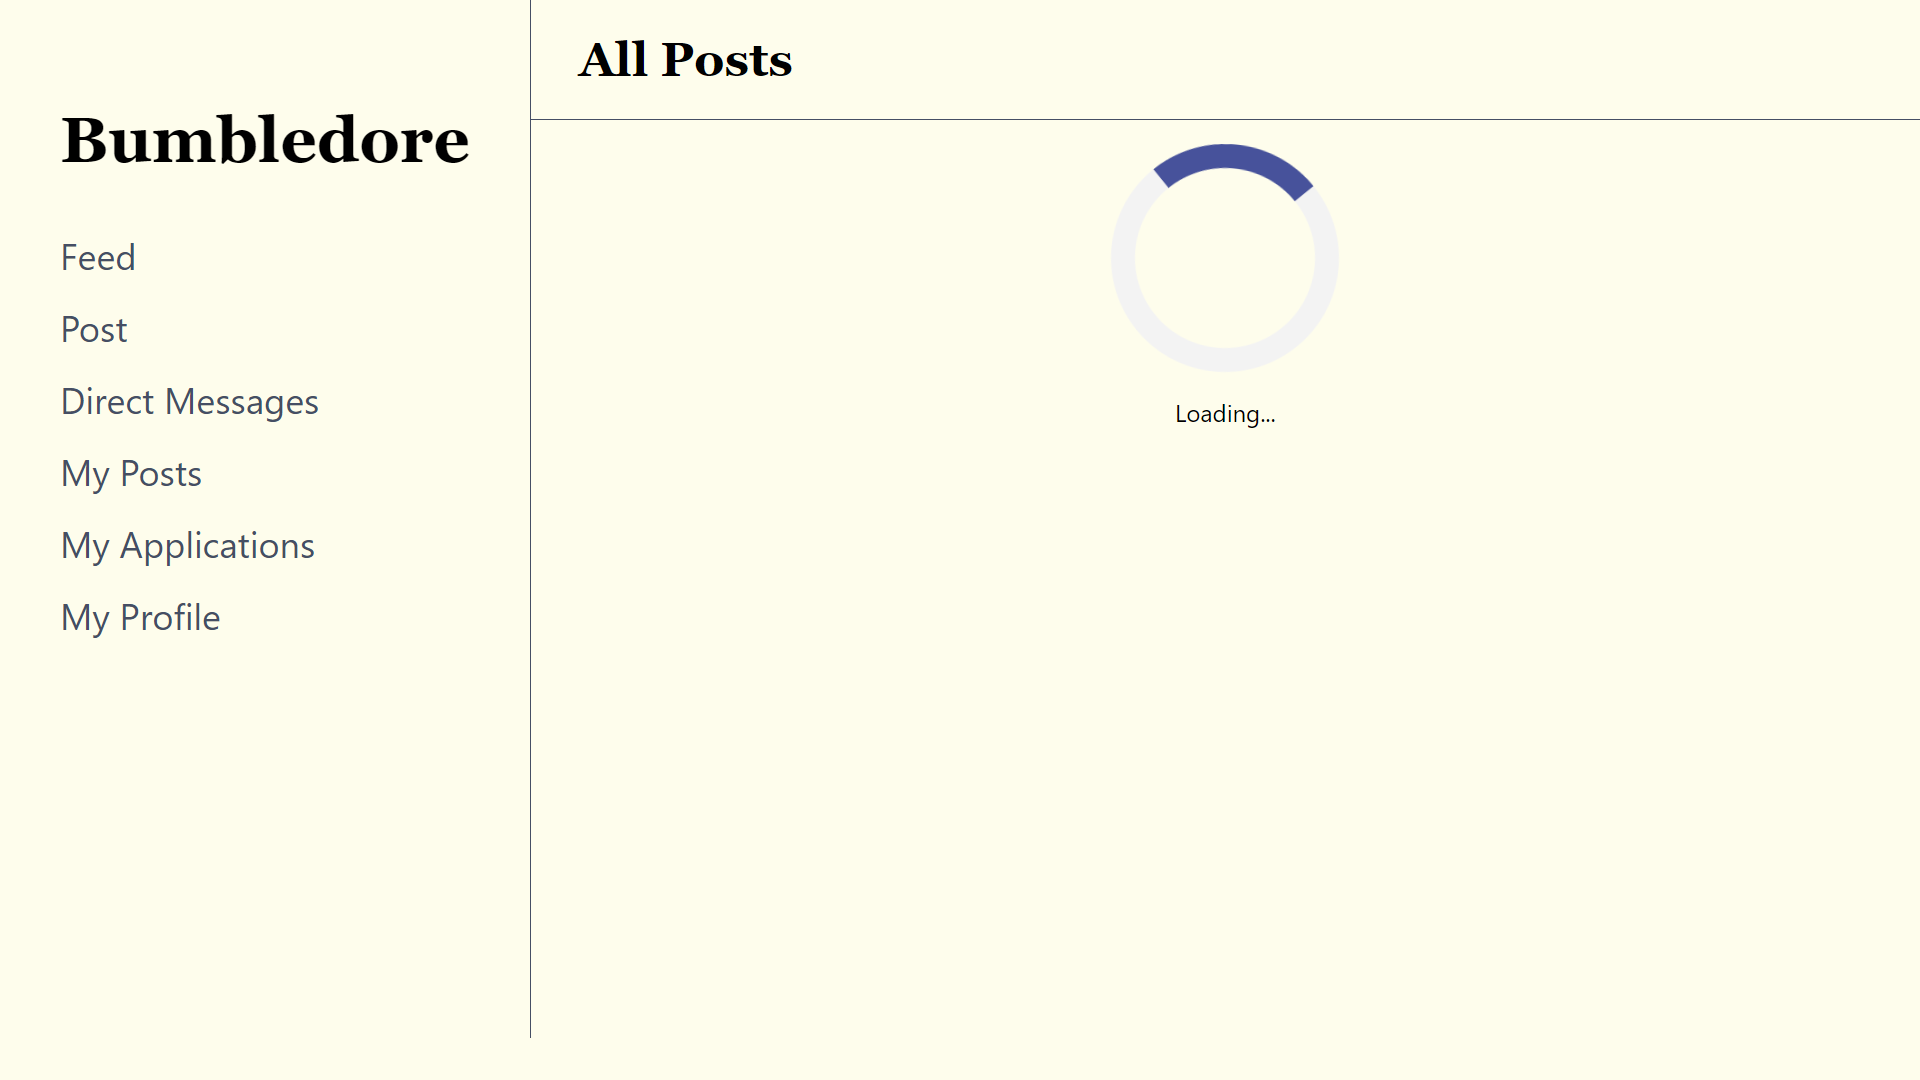 Bumbledore
Feed
Post
Direct Messages
My Posts
My Applications
My Profile
All Posts
Loading...